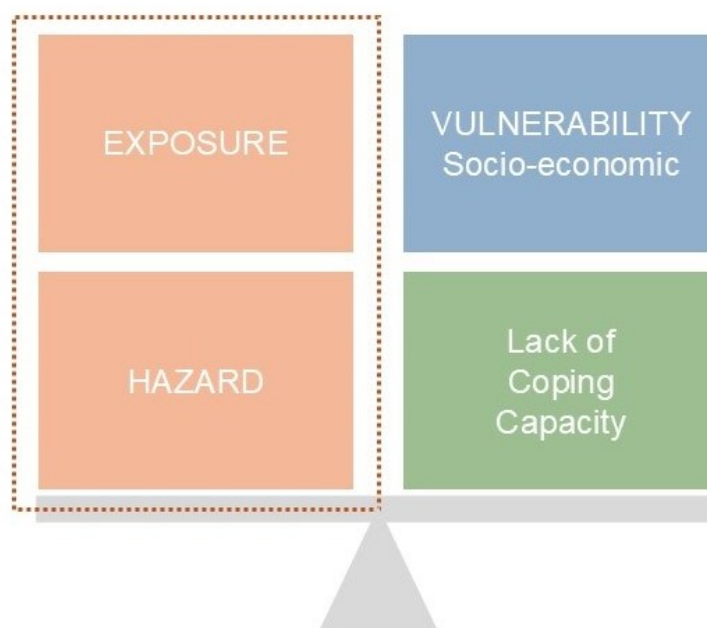 EXPOSURE
VULNERABILITY
Socio-economic
HAZARD
Lack of
Coping
Capacity